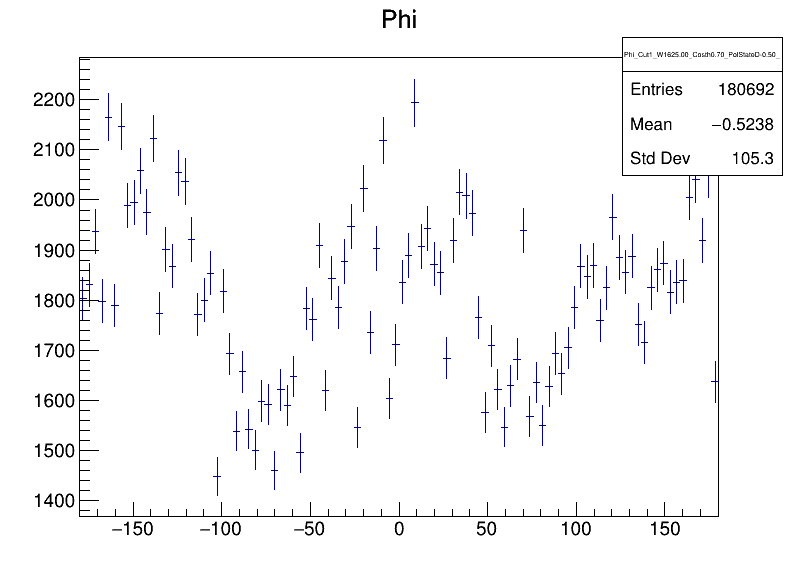 Phi
Phi_Cut1_W1625.00_Costh0.70_PolStateD-0.50_
Entries 180692
Mean −0.5238
Std Dev 105.3
2200
2100
2000
1900
1800
1700
1600
1500
1400
−150 −100 −50 0 50 100 150